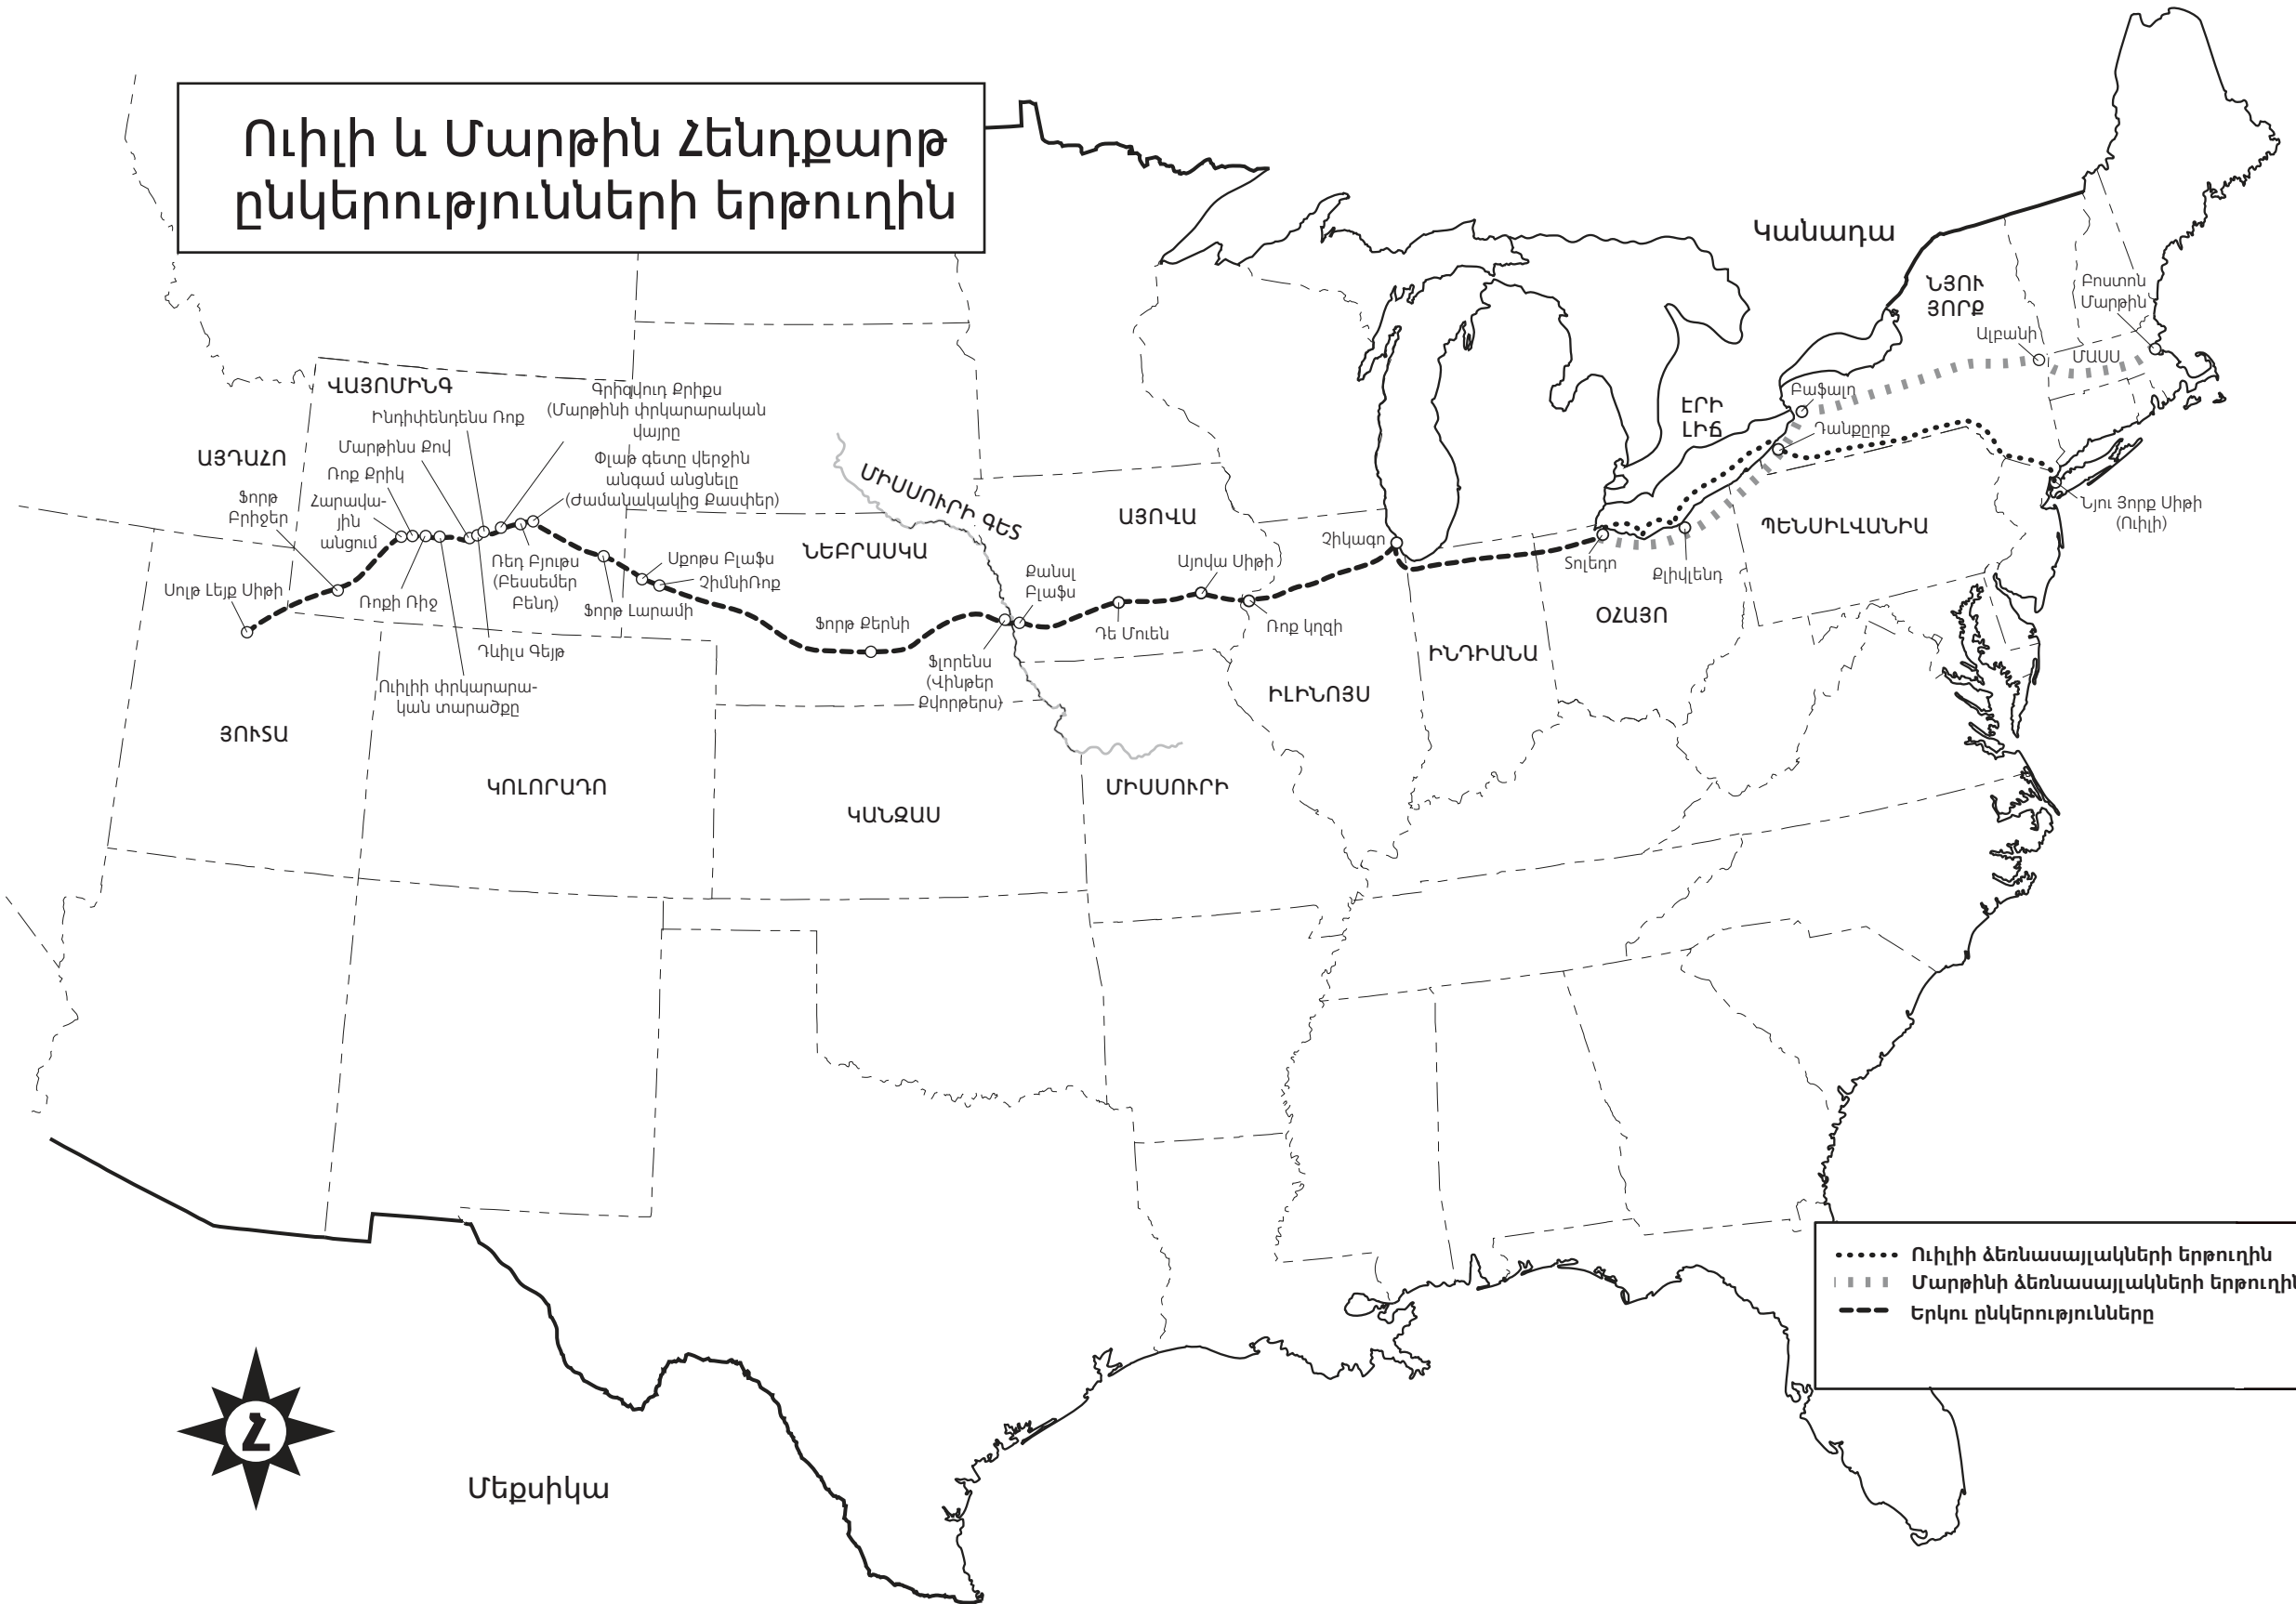 Ուիլի և Մարթին Հենդքարթ
ընկերությունների երթուղին
Կանադա
ՆՅՈՒ
ՅՈՐՔ
Բոստոն
Մարթին
Ալբանի
ՄԱՍՍ
Բաֆալո
ԷՐԻ
ԼԻՃ
Դանքըրք
Նյու Յորք Սիթի
(Ուիլի)
ՊԵՆՍԻԼՎԱՆԻԱ
Տոլեդո
Քլիվլենդ
ՕՀԱՅՈ
ԻՆԴԻԱՆԱ
ԻԼԻՆՈՅՍ
Չիկագո
Ռոք կղզի
Այովա Սիթի
ԱՅՈՎԱ
Դե Մուեն
Քանսլ
Բլաֆս
ՄԻՍՍՈՒՐԻ ԳԵՏ
Ֆլորենս
(Վինթեր
Քվորթերս)
ՆԵԲՐԱՍԿԱ
Ֆորթ Քերնի
Սքոթս Բլաֆս
ՉիմնիՌոք
Ֆորթ Լարամի
ՎԱՅՈՄԻՆԳ
Գրիզվուդ Քրիքս
(Մարթինի փրկարարական
վայրը
Ինդիփենդենս Ռոք
Մարթինս Քով
Ռոք Քրիկ
Հարավա-
յին
անցում
Փլաթ գետը վերջին
անգամ անցնելը
(Ժամանակակից Քասփեր)
Ռեդ Բյութս
(Բեսսեմեր
Բենդ)
Ռոքի Ռիջ
Դևիլս Գեյթ
Ուիլիի փրկարարա-
կան տարածքը
ԱՅԴԱՀՈ
Ֆորթ
Բրիջեր
Սոլթ Լեյք Սիթի
ՅՈՒՏԱ
ԿՈԼՈՐԱԴՈ
ԿԱՆԶԱՍ
ՄԻՍՍՈՒՐԻ
Ուիլիի ձեռնասայլակների երթուղին
Մարթինի ձեռնասայլակների երթուղին
Երկու ընկերությունները
Հ
Մեքսիկա